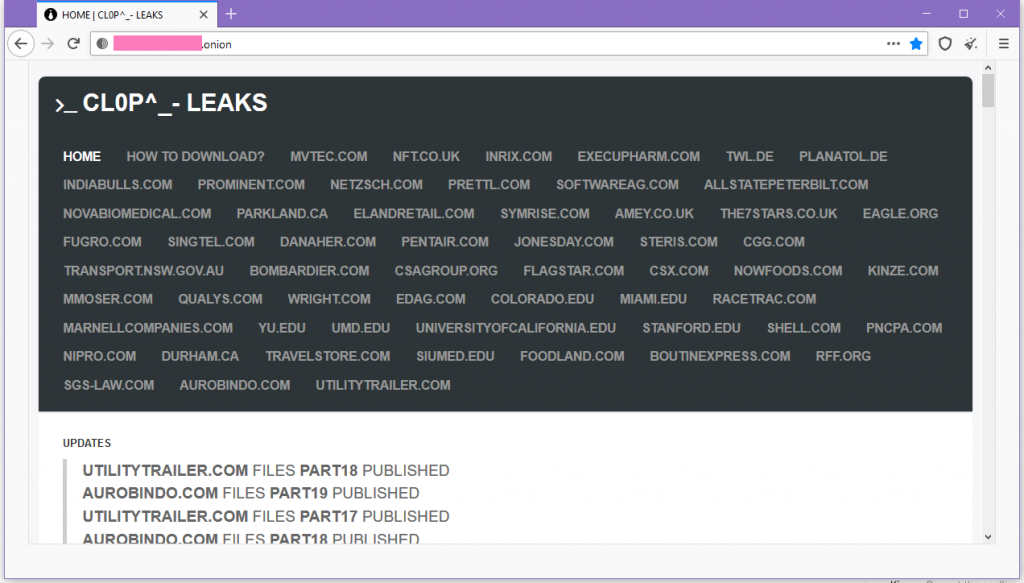 HOME | CL0P^_- LEAKS
.onion
>_ CL0P^_- LEAKS
HOME HOW TO DOWNLOAD? MVTEC.COM NFT.CO.UK INRIX.COM EXECUPHARM.COM TWL.DE PLANATOL.DE
INDIABULLS.COM PROMINENT.COM NETZSCH.COM PRETTL.COM SOFTWAREAG.COM ALLSTATEPETERBILT.COM
NOVABIOMEDICAL.COM PARKLAND.CA ELANDRETAIL.COM SYMRISE.COM AMEY.CO.UK THE7STARS.CO.UK EAGLE.ORG
FUGRO.COM SINGTEL.COM DANAHER.COM PENTAIR.COM JONESDAY.COM STERIS.COM CGG.COM
TRANSPORT.NSW.GOV.AU BOMBARDIER.COM CSAGROUP.ORG FLAGSTAR.COM CSX.COM NOWFOODS.COM KINZE.COM
MMOSER.COM QUALYS.COM WRIGHT.COM EDAG.COM COLORADO.EDU MIAMI.EDU RACETRAC.COM
MARNELLCOMPANIES.COM YU.EDU UMD.EDU UNIVERSITYOFCALIFORNIA.EDU STANFORD.EDU SHELL.COM PNCPA.COM
NIPRO.COM DURHAM.CA TRAVELSTORE.COM SIUMED.EDU FOODLAND.COM BOUTINEXPRESS.COM RFF.ORG
SGS-LAW.COM AUROBINDO.COM UTILITYTRAILER.COM
UPDATES
UTILITYTRAILER.COM FILES PART18 PUBLISHED
AUROBINDO.COM FILES PART19 PUBLISHED
UTILITYTRAILER.COM FILES PART17 PUBLISHED
AUROBINDO.COM FILES PART18 PUBLISHED